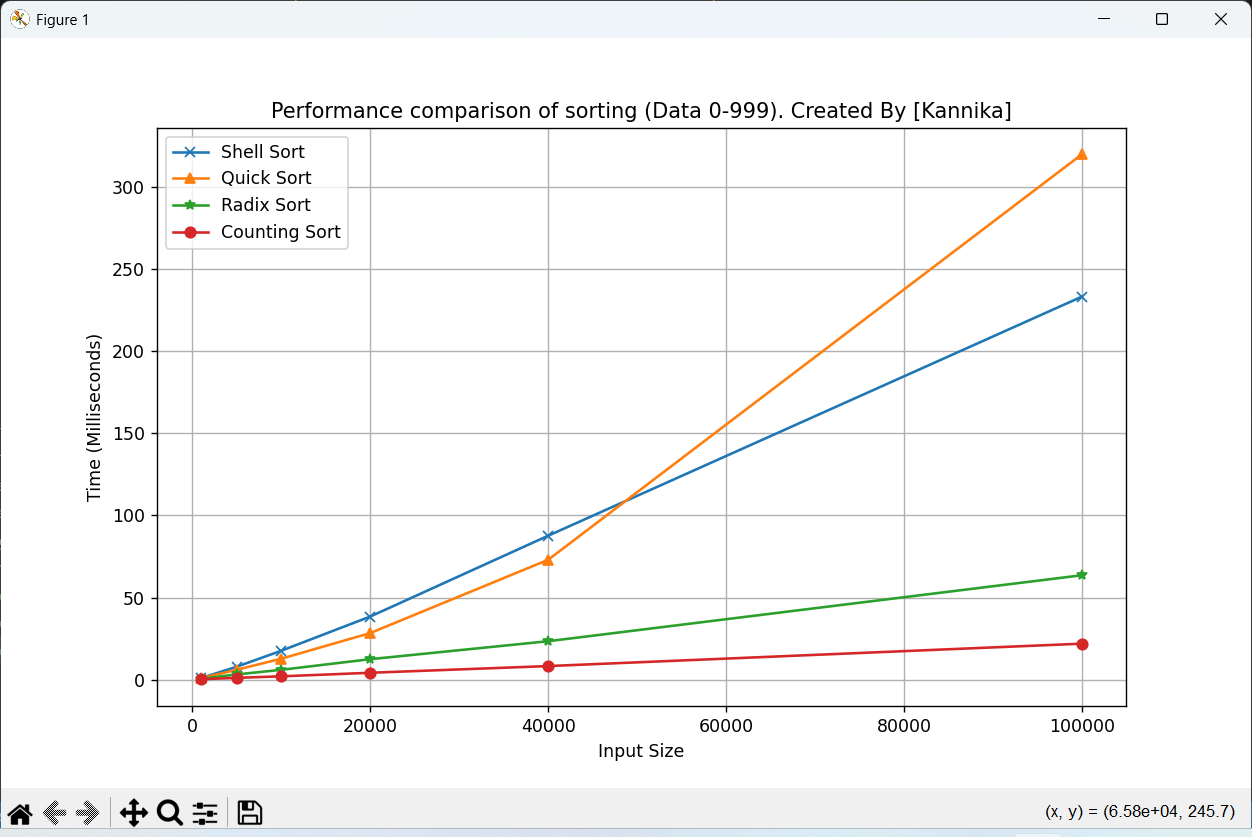 Figure 1
Performance comparison of sorting (Data 0-999). Created By [Kannika]
Shell Sort
Quick Sort
Radix Sort
Counting Sort
300
250
200
150
100
50
0
Time (Milliseconds)
0 20000 40000 60000 80000 100000
Input Size
(x, y) = (6.58e+04, 245.7)